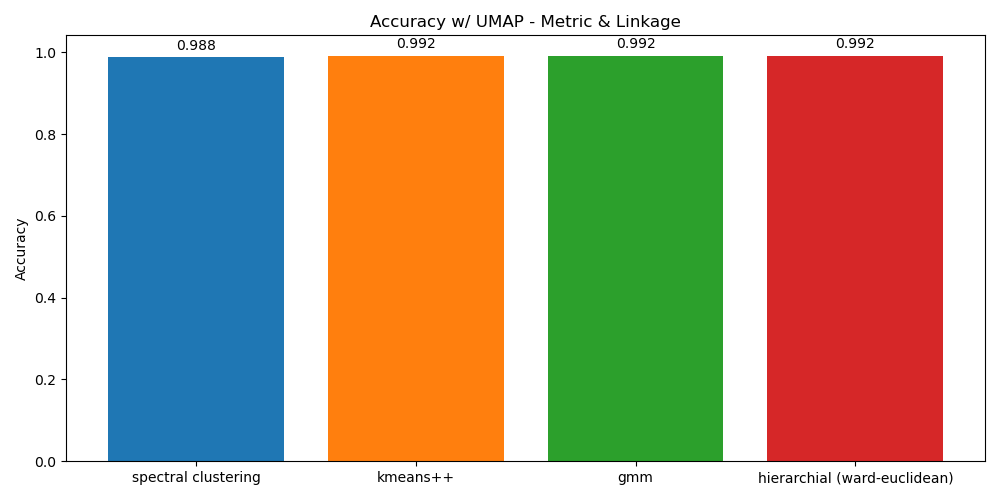 Accuracy w/ UMAP - Metric & Linkage
0.988
0.992
0.992
0.992
1.0
0.8
0.6
0.4
0.2
0.0
Accuracy
spectral clustering
kmeans++
gmm
hierarchial (ward-euclidean)